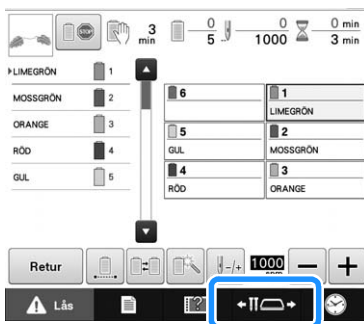 3 min 0 5 0 1000 0 min 3 min
LIMEGRÖN 1
MOSSGRÖN 2
ORANGE 3
RÖD 4
GUL 5
6
1 LIMEGRÖN
5 GUL
2 MOSSGRÖN
4 RÖD
3 ORANGE
Retur -/+ 1000 spm - +
Lås ?